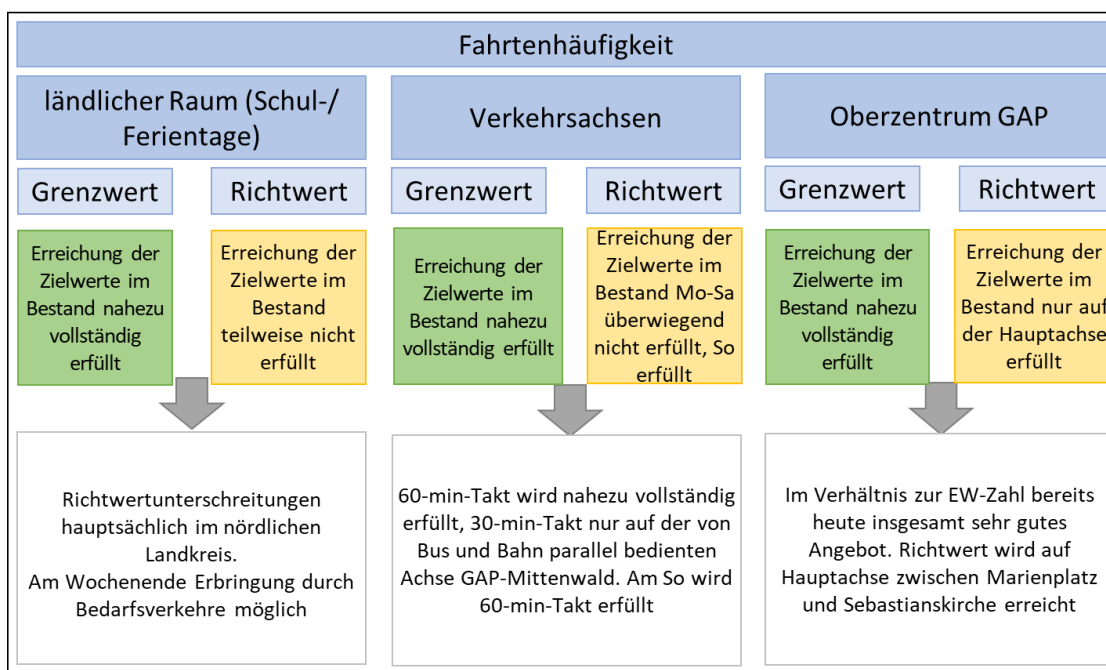 Fahrtenhäufigkeit
ländlicher Raum (Schul-/
Ferientage)
Verkehrsachsen
Oberzentrum GAP
Grenzwert
Richtwert
Grenzwert
Richtwert
Grenzwert
Richtwert
Erreichung der
Zielwerte im
Bestand nahezu
vollständig
erfüllt
Erreichung der
Zielwerte im
Bestand
teilweise nicht
erfüllt
Erreichung der
Zielwerte im
Bestand nahezu
vollständig erfüllt
Erreichung der
Zielwerte im
Bestand Mo-Sa
überwiegend
nicht erfüllt, So
erfüllt
Erreichung der
Zielwerte im
Bestand nahezu
vollständig
erfüllt
Erreichung der
Zielwerte im
Bestand nur auf
der Hauptachse
erfüllt
Richtwertunterschreitungen
hauptsächlich im nördlichen
Landkreis.
Am Wochenende Erbringung durch
Bedarfsverkehre möglich
60-min-Takt wird nahezu vollständig
erfüllt, 30-min-Takt nur auf der von
Bus und Bahn parallel bedienten
Achse GAP-Mittenwald. Am So wird
60-min-Takt erfüllt
Im Verhältnis zur EW-Zahl bereits
heute insgesamt sehr gutes
Angebot. Richtwert wird auf
Hauptachse zwischen Marienplatz
und Sebastianskirche erreicht